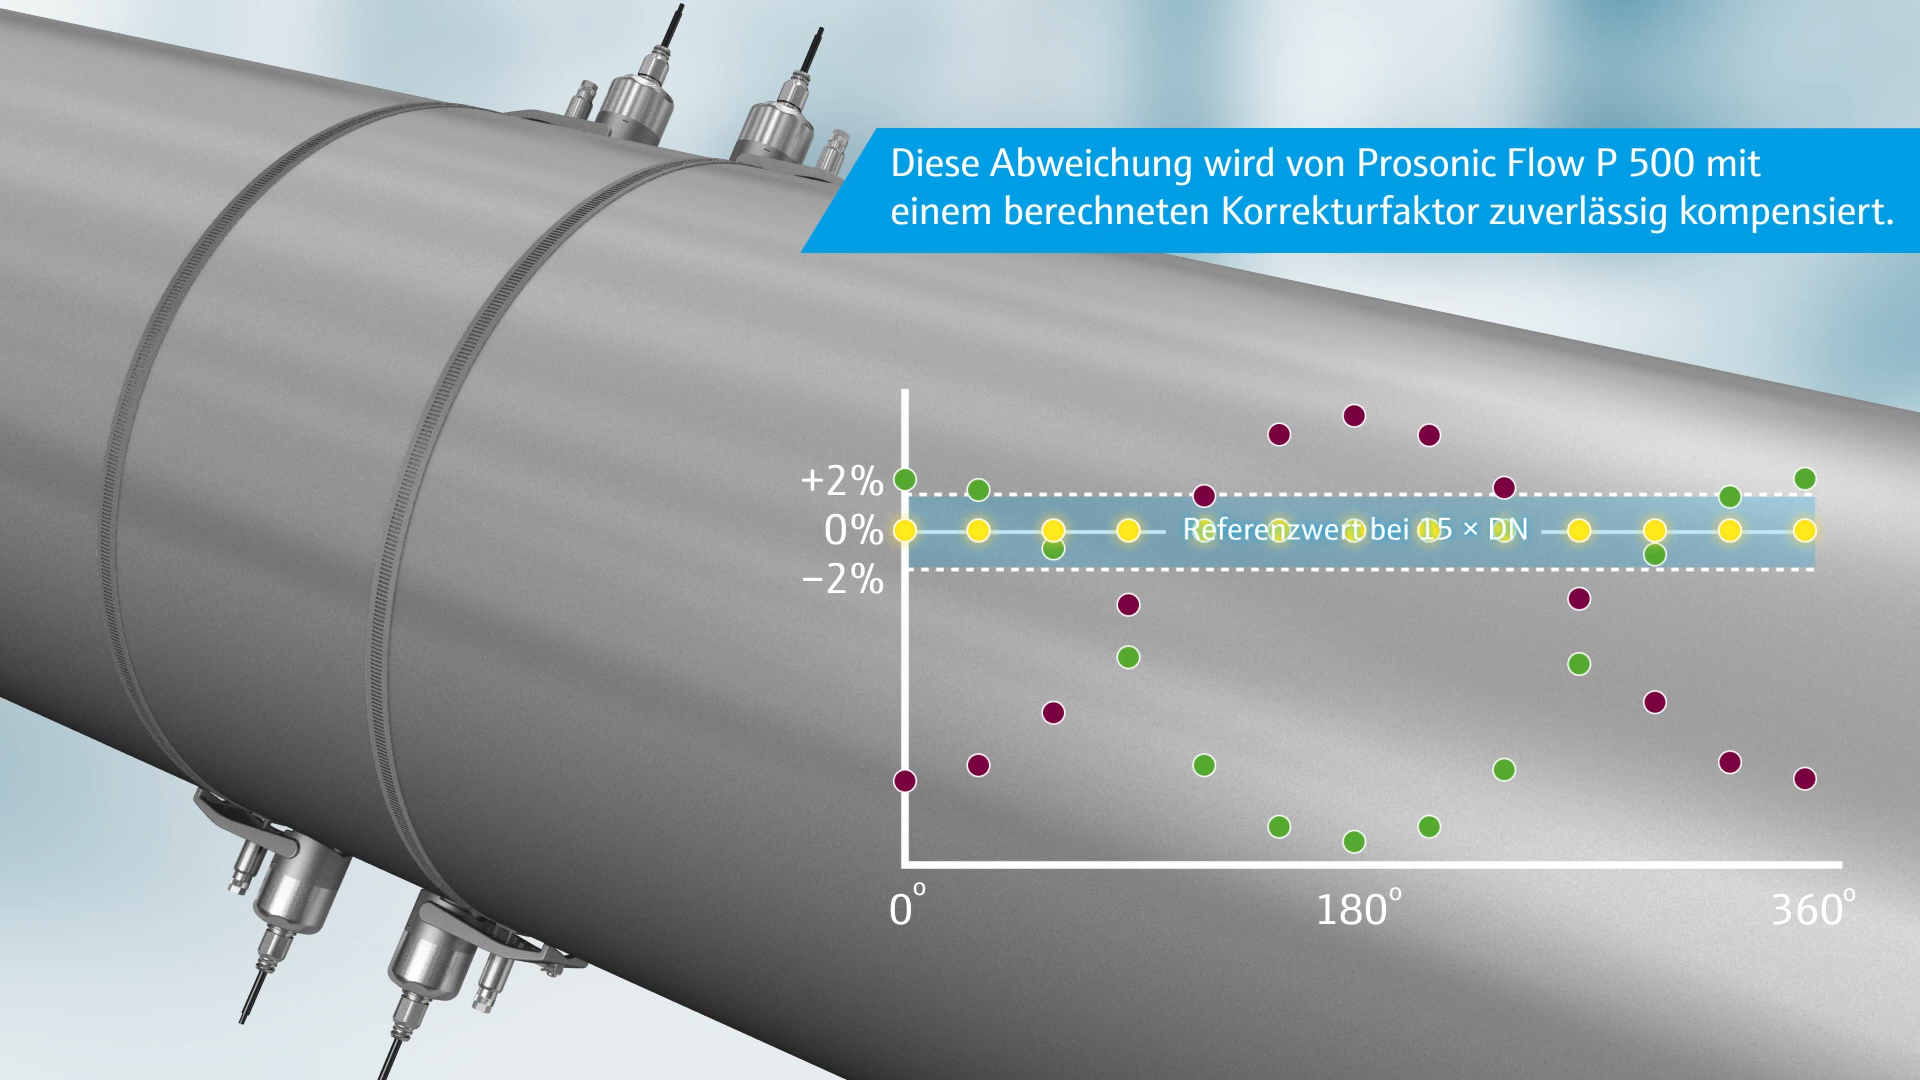 Diese Abweichung wird von Prosonic Flow P 500 mit
einem berechneten Korrekturfaktor zuverlässig kompensiert.
+2%
0%
Referenzwert bei 15 × DN
−2%
0°
180°
360°